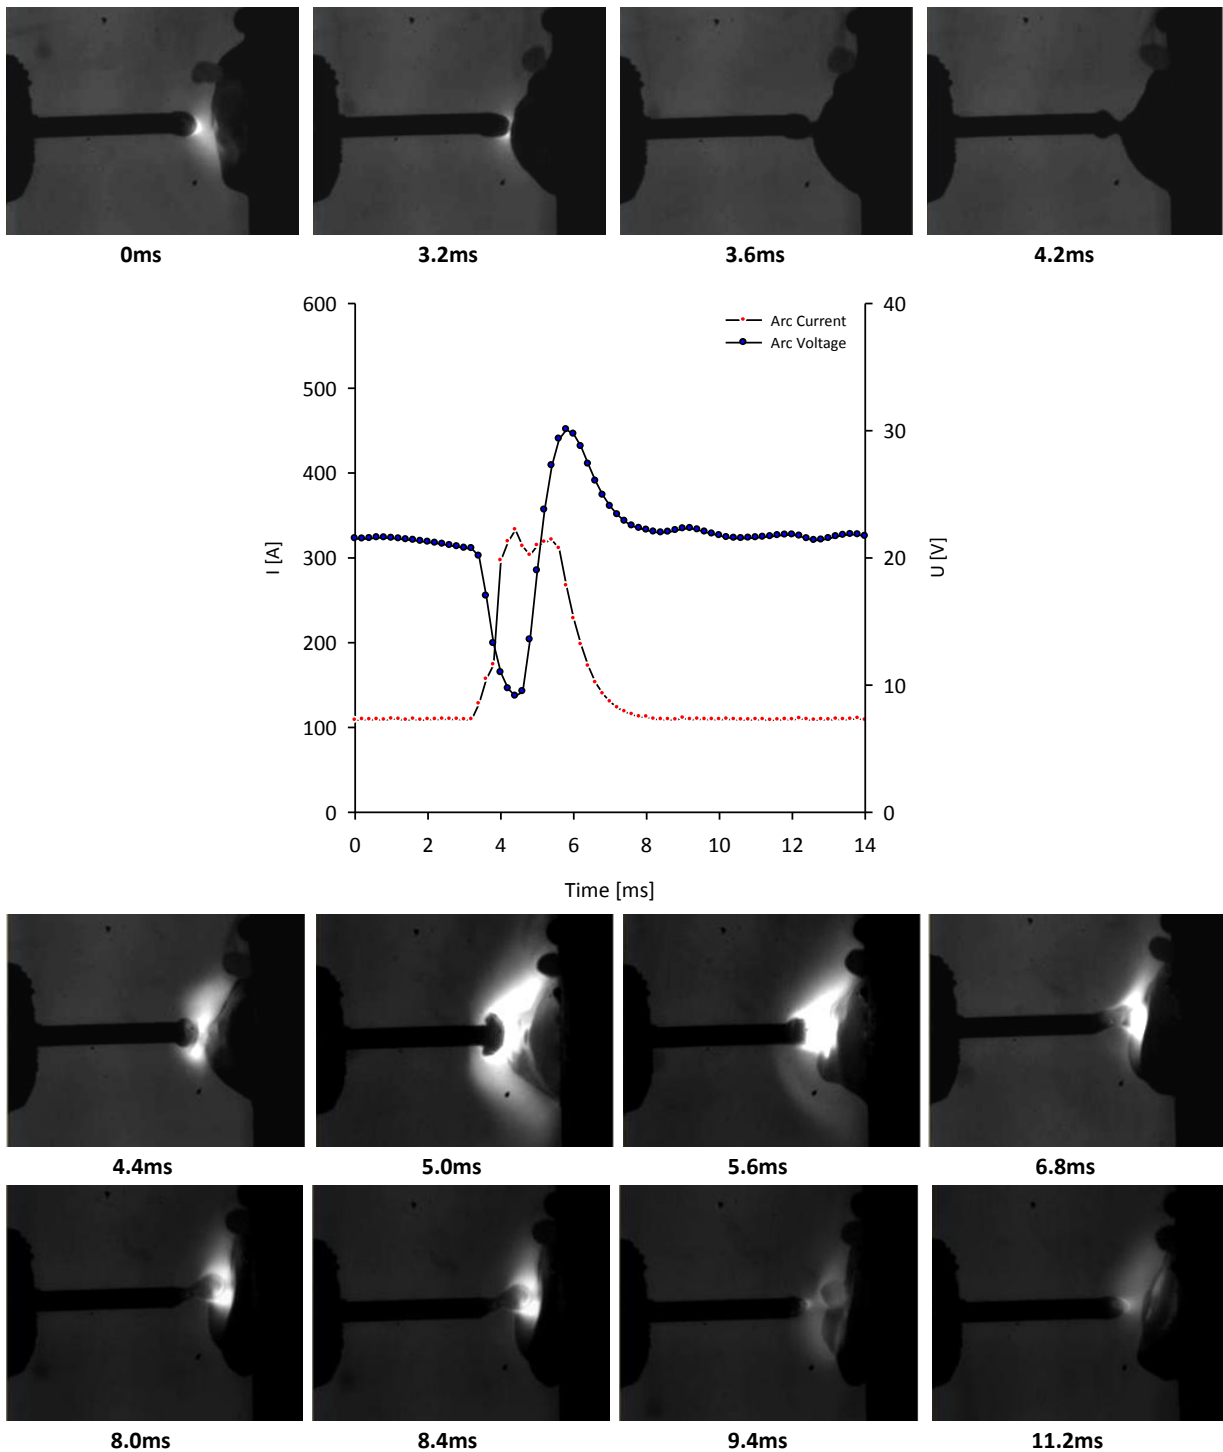 0ms 3.2ms 3.6ms 4.2ms
600 40
Arc Current
Arc Voltage
500
30
400
300 20
I [A] U [V]
200
10
100
0 0
0 2 4 6 8 10 12 14
Time [ms]
4.4ms 5.0ms 5.6ms 6.8ms
8.0ms 8.4ms 9.4ms 11.2ms